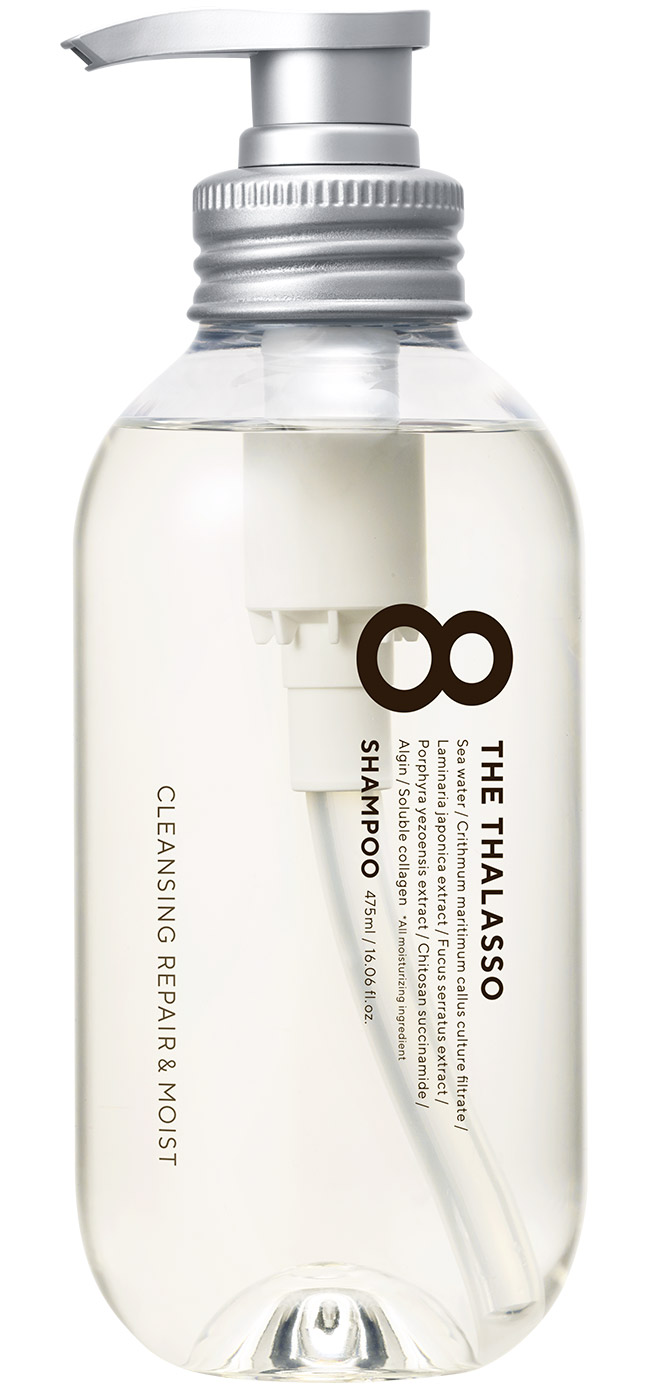 8
THE THALASSO
Sea water / Crithmum maritimum callus culture filtrate /
Laminaria japonica extract / Fucus serratus extract /
Porphyra yezoensis extract / Chitosan succinamide /
Algin / Soluble collagen *All moisturizing ingredient
SHAMPOO 475ml / 16.06 fl.oz.
CLEANSING REPAIR & MOIST